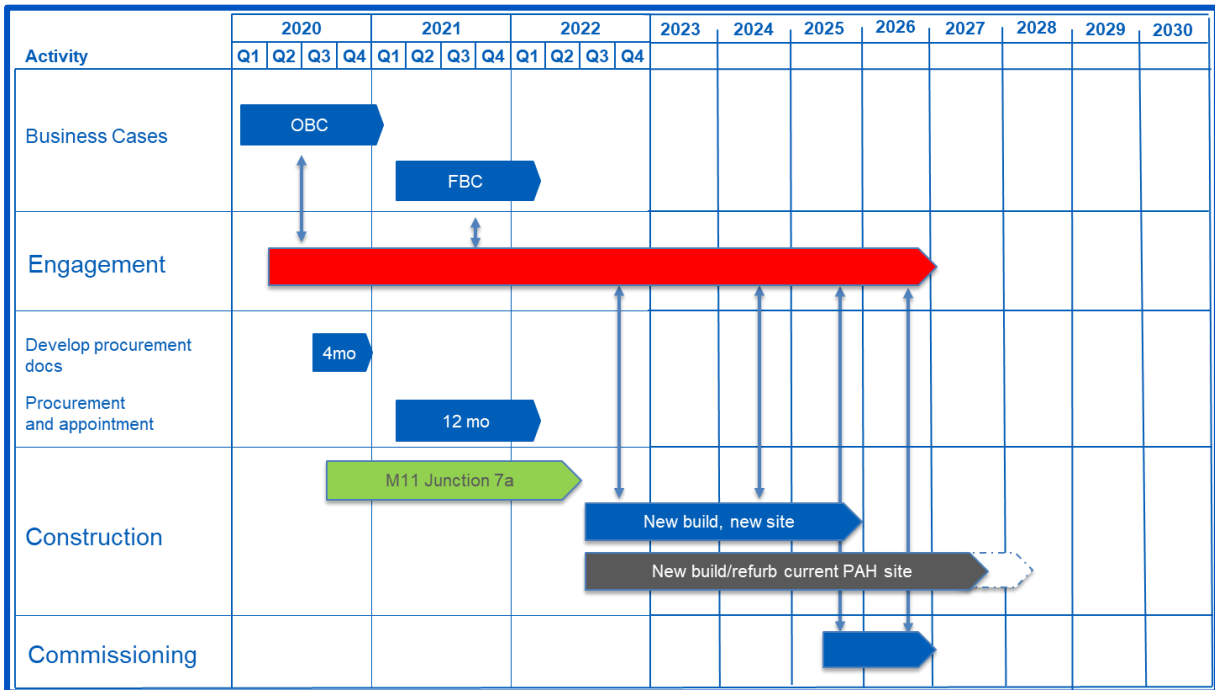 2020 2021 2022 2023 2024 2025 2026 2027 2028 2029 2030
Activity Q1 Q2 Q3 Q4 Q1 Q2 Q3 Q4 Q1 Q2 Q3 Q4
OBC
Business Cases
FBC
Engagement
Develop procurement
docs
4mo
Procurement
and appointment
12 mo
M11 Junction 7a
New build, new site
Construction
New build/refurb current PAH site
Commissioning